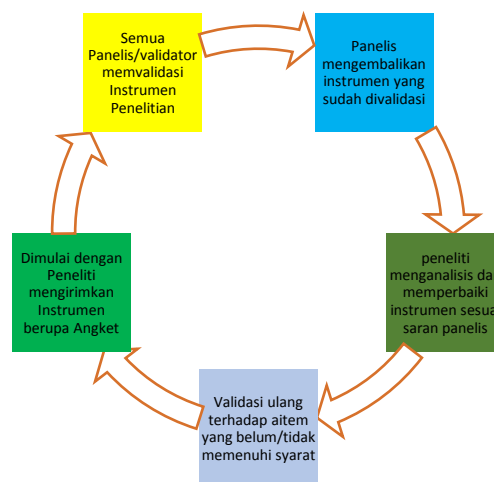 Semua
Panelis/validator
memvalidasi
Instrumen
Penelitian
Panelis
mengembalikan
instrumen yang
sudah divalidasi
peneliti
menganalisis da
memperbaiki
instrumen sesua
saran panelis
Validasi ulang
terhadap aitem
yang belum/tidak
memenuhi syarat
Dimulai dengan
Peneliti
mengirimkan
Instrumen
berupa Angket